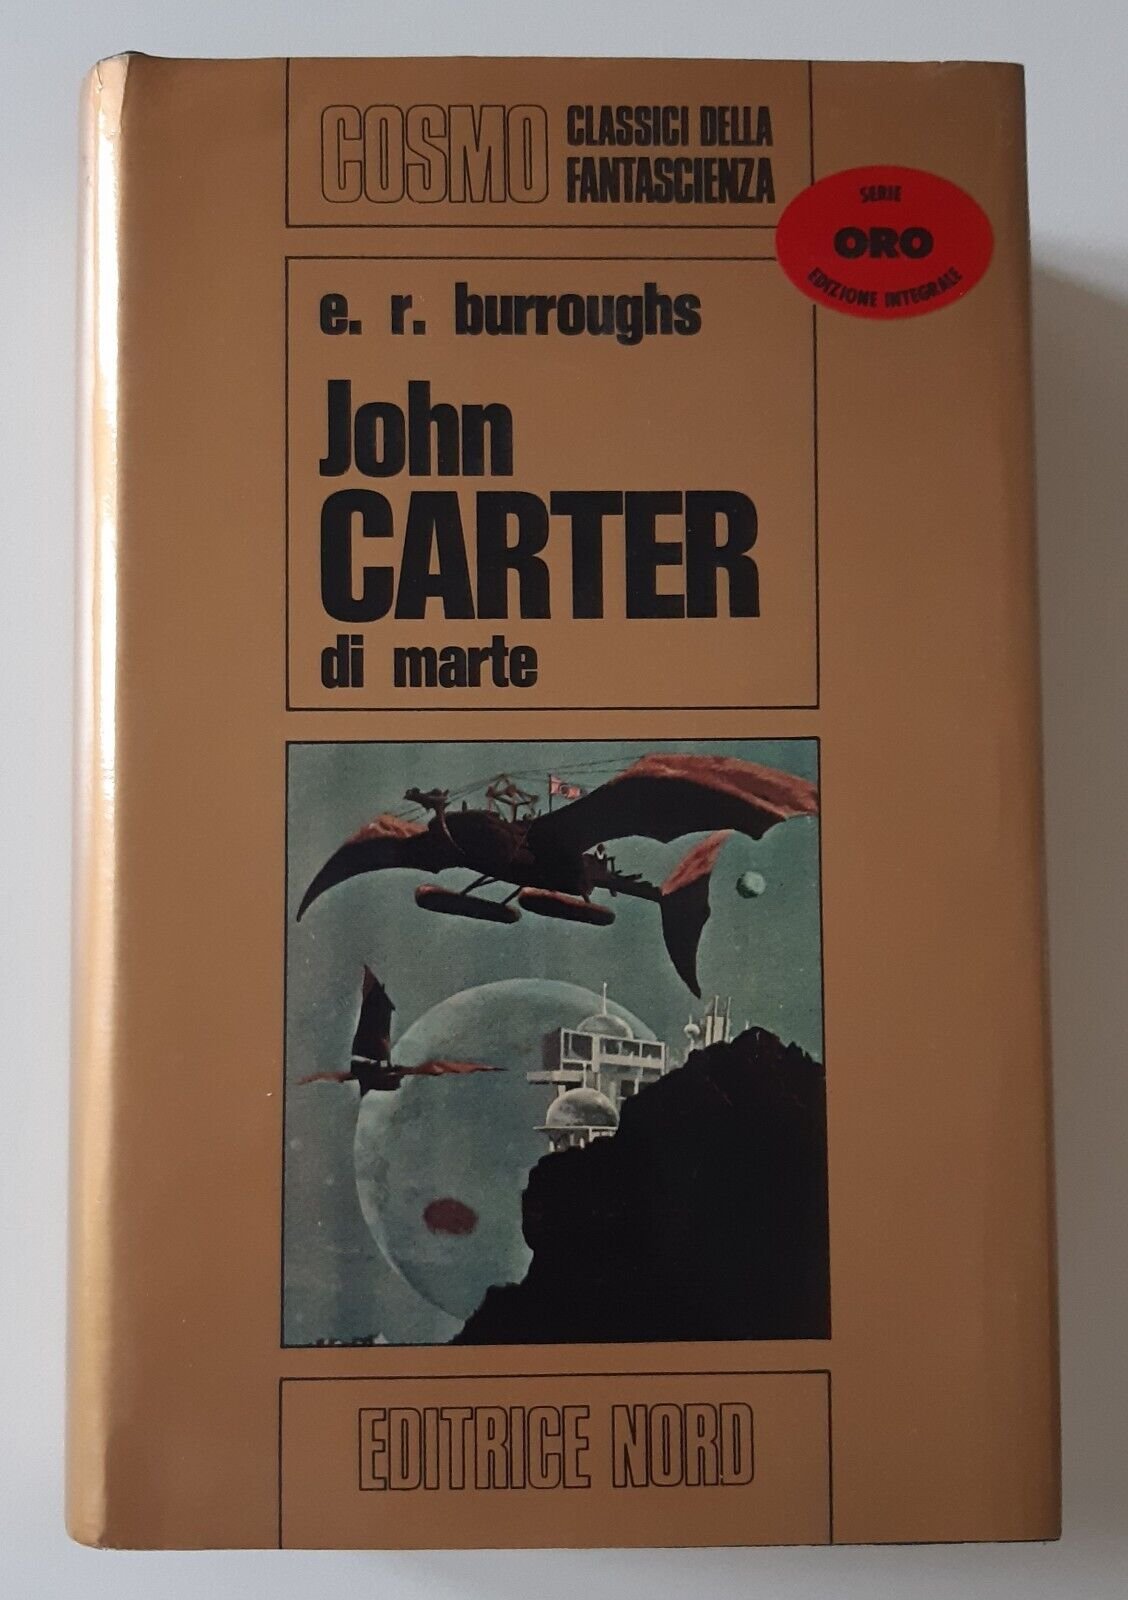 COSMO CLASSICI DELLA
FANTASCIENZA
SERIE
ORO
EDIZIONE INTEGRALE
e. r. burroughs
John
CARTER
di marte
EDITRICE NORD